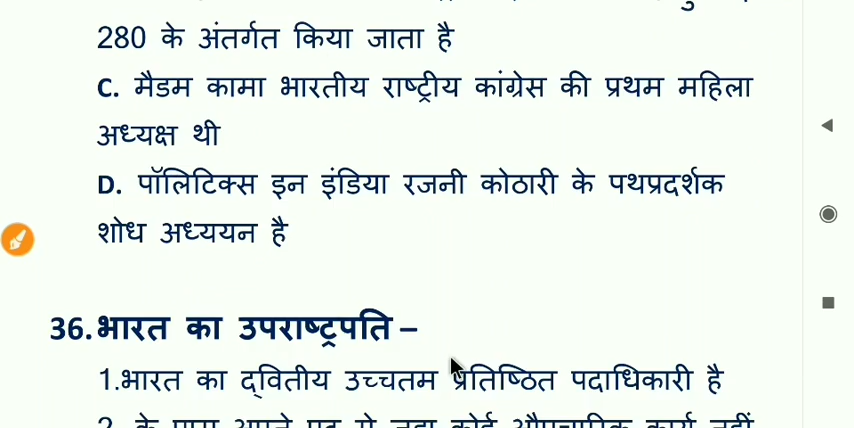 280 के अंतर्गत किया जाता है
C. मैडम कामा भारतीय राष्ट्रीय कांग्रेस की प्रथम महिला
अध्यक्ष थी
D. पॉलिटिक्स इन इंडिया रजनी कोठारी के पथप्रदर्शक
शोध अध्ययन है
36.भारत का उपराष्ट्रपति –
1.भारत का द्वितीय उच्चतम प्रतिष्ठित पदाधिकारी है